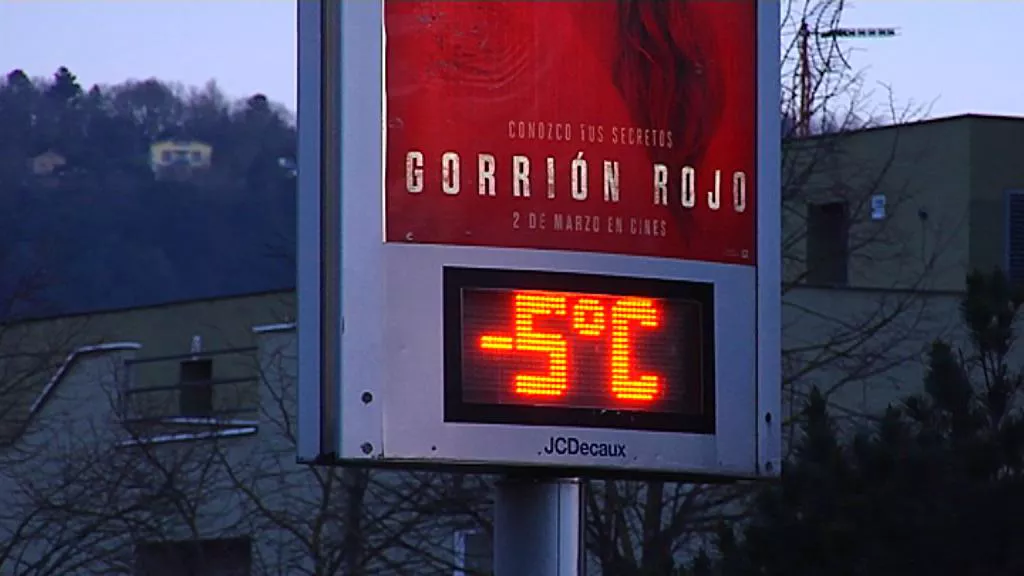 CONOZCO TUS SECRETOS
GORRIÓN ROJO
2 DE MARZO EN CINES
-5°C
JCDecaux